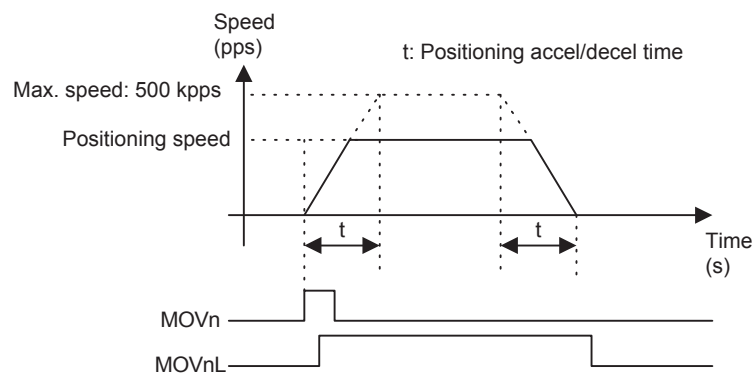 Speed
(pps)
t: Positioning accel/decel time
Max. speed: 500 kpps
Positioning speed
t
t
Time
(s)
MOVn
MOVnL